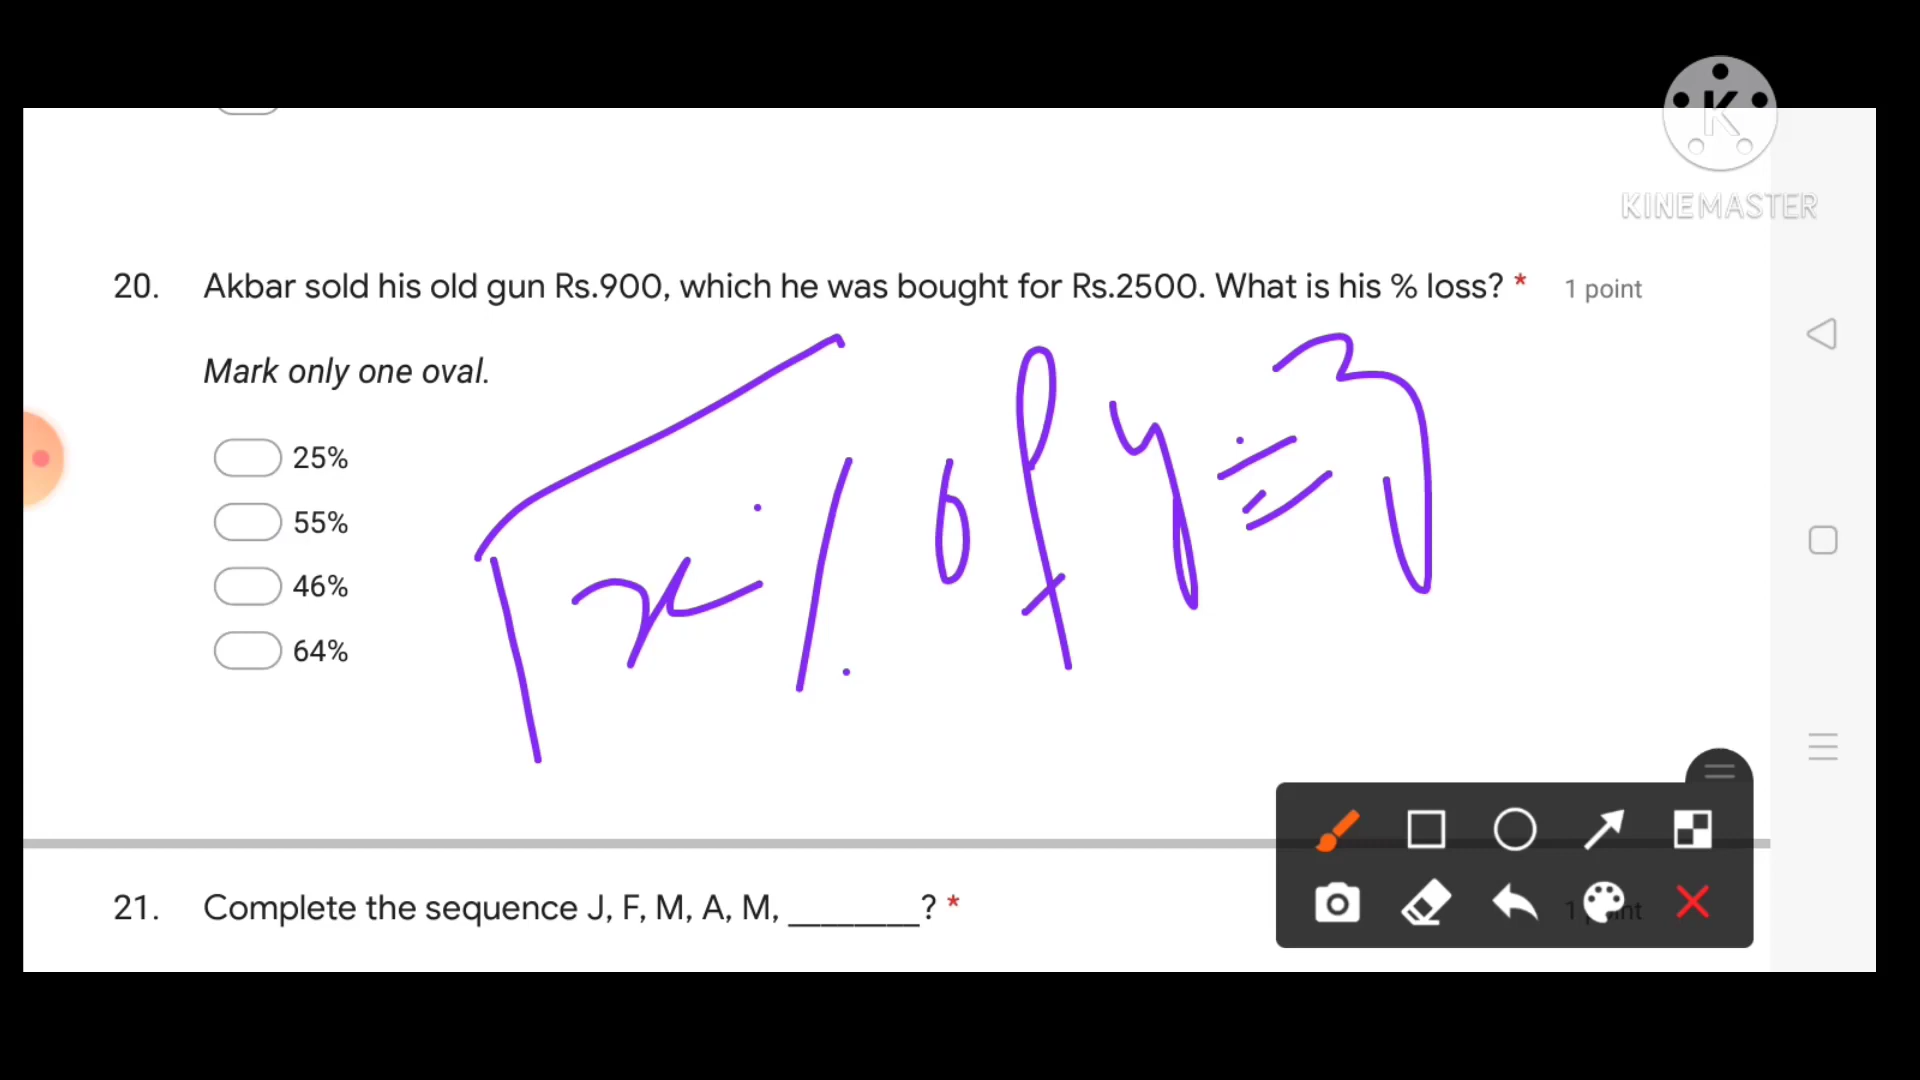 KINEMASTER
20. Akbar sold his old gun Rs.900, which he was bought for Rs.2500. What is his % loss? * 1 point
Mark only one oval.
25%
55%
46%
64%
x % of y = z
21. Complete the sequence J, F, M, A, M, ________? *